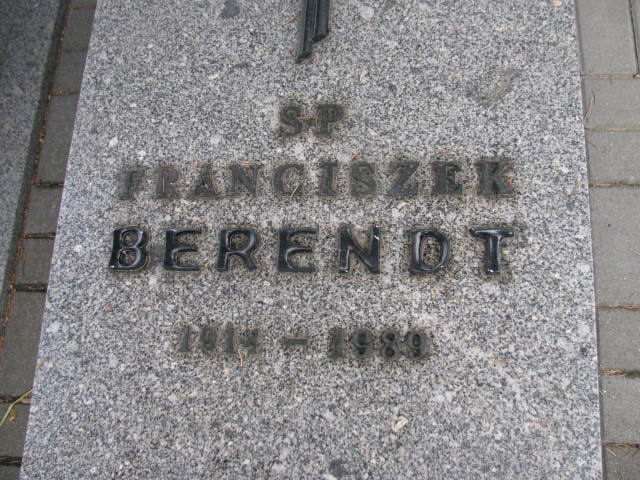 S P
FRANCISZEK
BERENDT
1914 - 1989